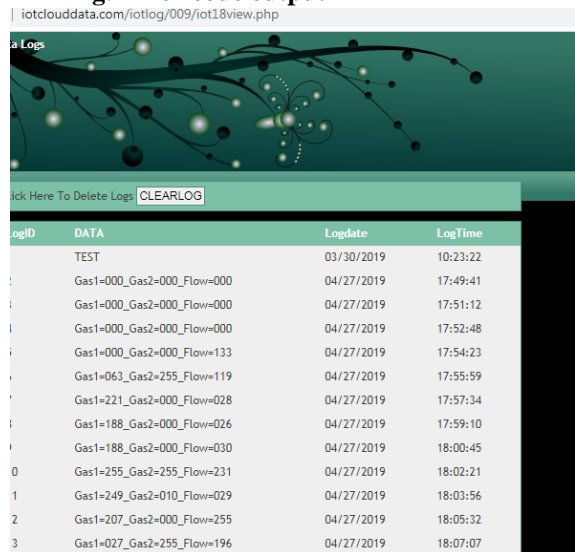 iotclouddata.com/iotlog/009/iot18view.php
Logs
Here To Delete Logs CLEARLOG
LogID DATA Logdate LogTime
TEST 03/30/2019 10:23:22
Gas1=000_Gas2=000_Flow=000 04/27/2019 17:49:41
Gas1=000_Gas2=000_Flow=000 04/27/2019 17:51:12
Gas1=000_Gas2=000_Flow=000 04/27/2019 17:52:48
Gas1=000_Gas2=000_Flow=133 04/27/2019 17:54:23
Gas1=063_Gas2=255_Flow=119 04/27/2019 17:55:59
Gas1=221_Gas2=000_Flow=028 04/27/2019 17:57:34
Gas1=188_Gas2=000_Flow=026 04/27/2019 17:59:10
Gas1=188_Gas2=000_Flow=030 04/27/2019 18:00:45
0 Gas1=255_Gas2=255_Flow=231 04/27/2019 18:02:21
1 Gas1=249_Gas2=010_Flow=029 04/27/2019 18:03:56
2 Gas1=207_Gas2=000_Flow=255 04/27/2019 18:05:32
3 Gas1=027_Gas2=255_Flow=196 04/27/2019 18:07:07